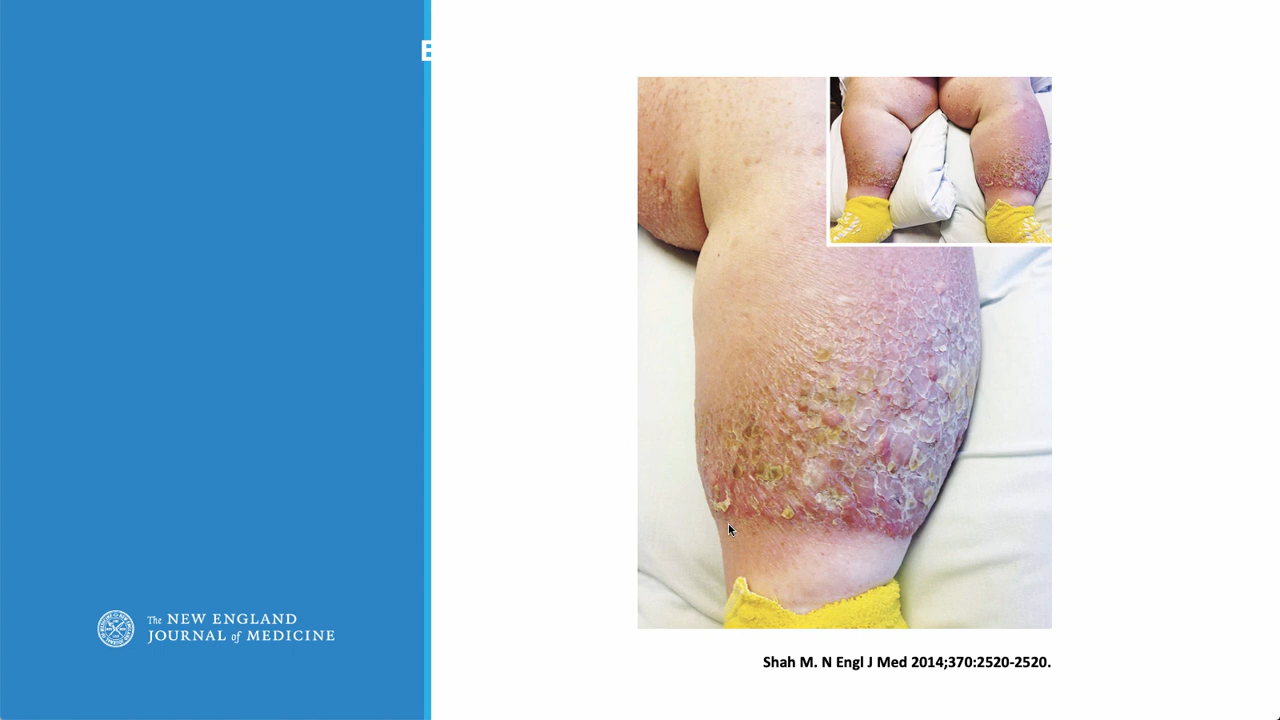 E
The NEW ENGLAND
JOURNAL of MEDICINE
Shah M. N Engl J Med 2014;370:2520-2520.